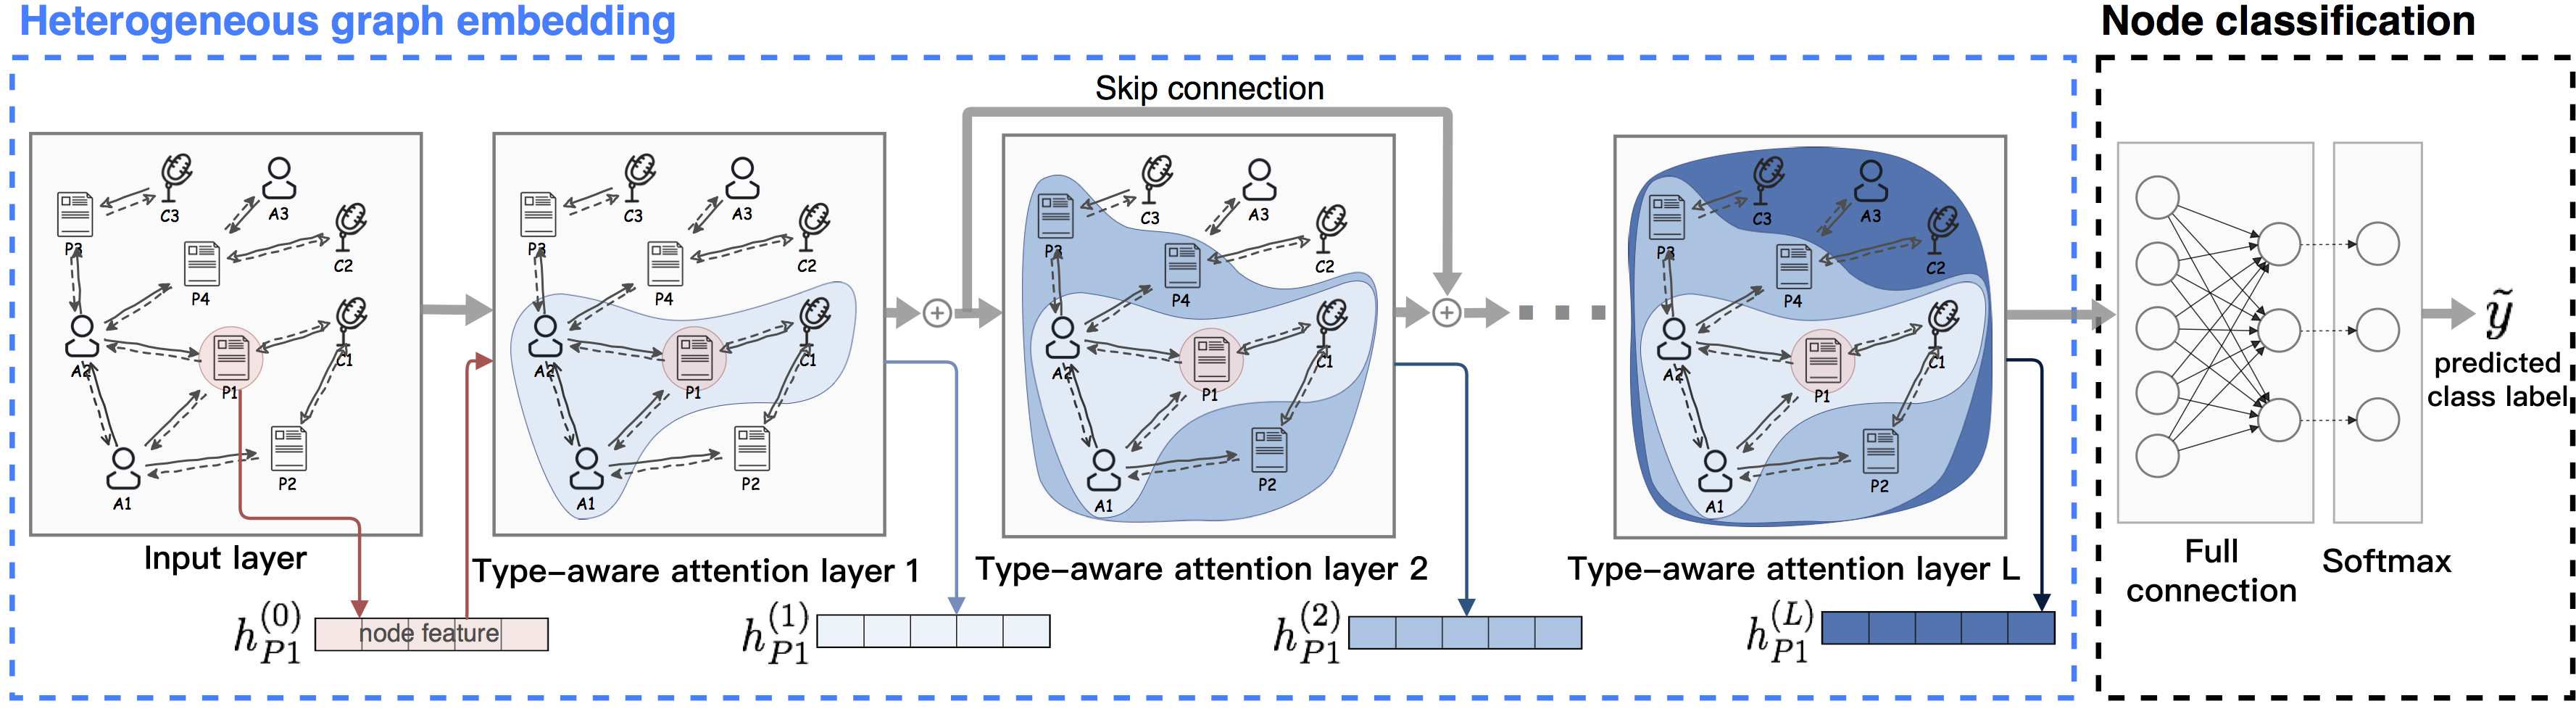 Heterogeneous graph embedding
Node classification
Skip connection
C3
A3
P3
C2
P4
A2
C1
P1
P2
A1
C3
A3
P3
C2
P4
A2
C1
P1
P2
A1
C3
A3
P3
C2
P4
A2
C1
P1
P2
A1
C3
A3
P3
C2
P4
A2
C1
P1
P2
A1
Input layer
Type-aware attention layer 1
Type-aware attention layer 2
Type-aware attention layer L
h_{P1}^{(0)}
node feature
h_{P1}^{(1)}
h_{P1}^{(2)}
h_{P1}^{(L)}
Full
connection
Softmax
ỹ
predicted
class label